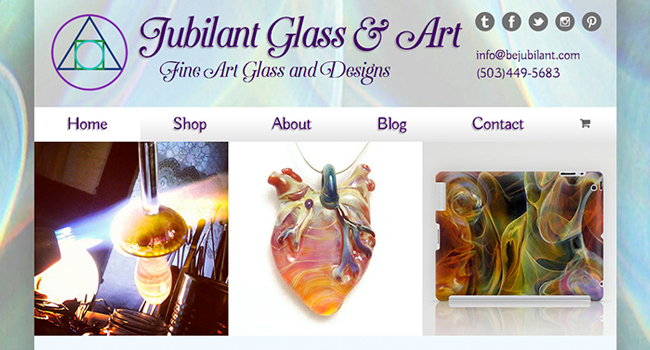 Jubilant Glass & Art
Fine Art Glass and Designs
info@bejubilant.com
(503)449-5683
Home Shop About Blog Contact